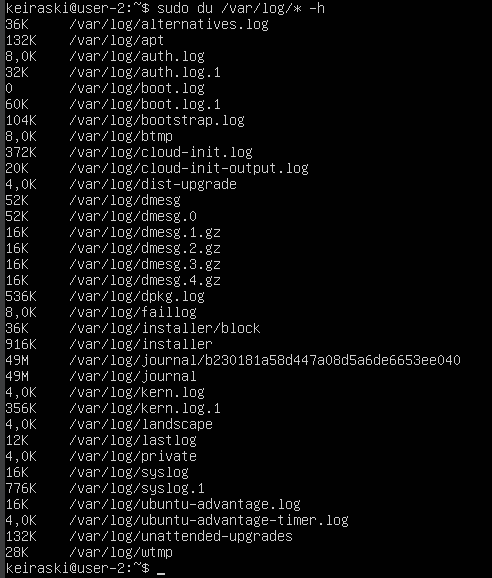 keiraski@user-2:~$ sudo du /var/log/* -h
36K /var/log/alternatives.log
132K /var/log/apt
8,0K /var/log/auth.log
32K /var/log/auth.log.1
0 /var/log/boot.log
60K /var/log/boot.log.1
104K /var/log/bootstrap.log
8,0K /var/log/btmp
372K /var/log/cloud-init.log
20K /var/log/cloud-init-output.log
4,0K /var/log/dist-upgrade
52K /var/log/dmesg
52K /var/log/dmesg.0
16K /var/log/dmesg.1.gz
16K /var/log/dmesg.2.gz
16K /var/log/dmesg.3.gz
16K /var/log/dmesg.4.gz
536K /var/log/dpkg.log
8,0K /var/log/faillog
36K /var/log/installer/block
916K /var/log/installer
49M /var/log/journal/b230181a58d447a08d5a6de6653ee040
49M /var/log/journal
4,0K /var/log/kern.log
356K /var/log/kern.log.1
4,0K /var/log/landscape
12K /var/log/lastlog
4,0K /var/log/private
16K /var/log/syslog
776K /var/log/syslog.1
16K /var/log/ubuntu-advantage.log
4,0K /var/log/ubuntu-advantage-timer.log
132K /var/log/unattended-upgrades
28K /var/log/wtmp
keiraski@user-2:~$ _